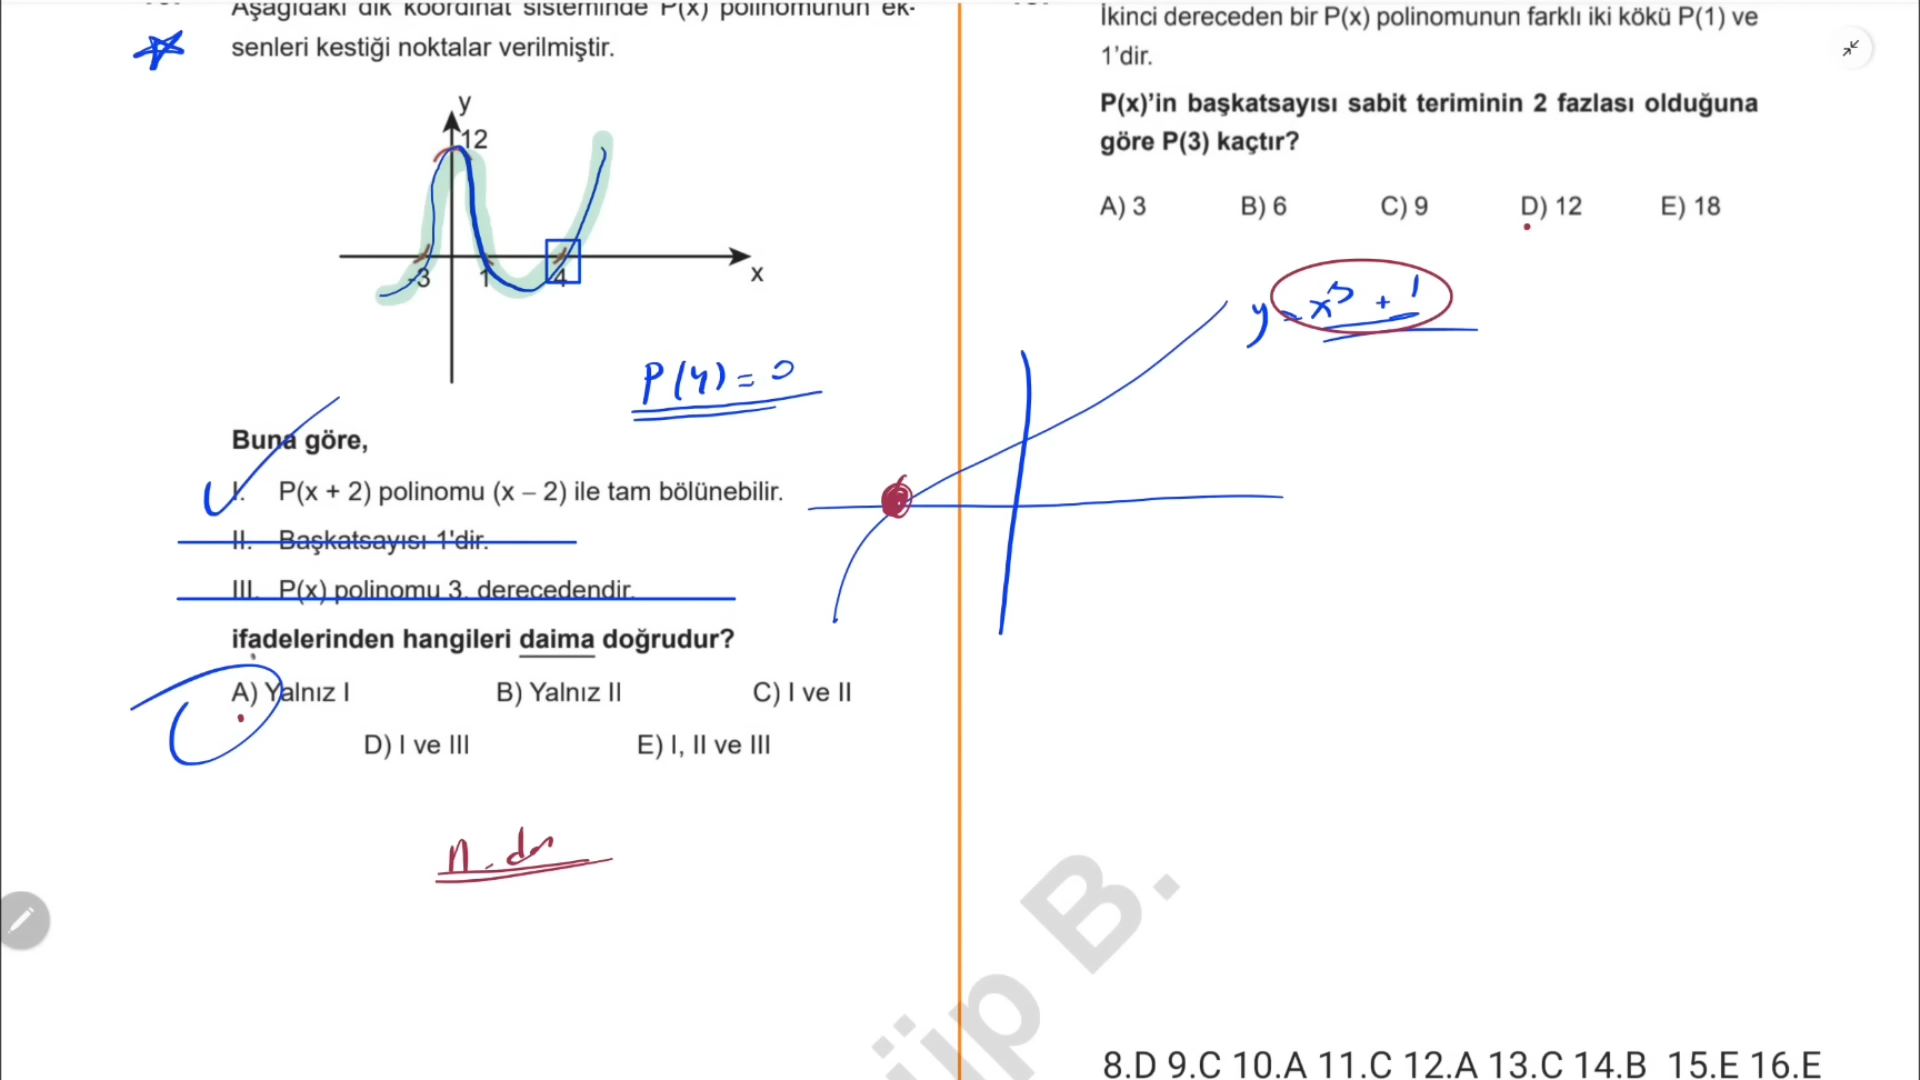 Aşağıdaki dik koordinat sisteminde P(x) polinomunun ek-
senleri kestiği noktalar verilmiştir.
y
12
-3
1
4
x
P(4) = 0
Buna göre,
I. P(x + 2) polinomu (x – 2) ile tam bölünebilir.
II. Başkatsayısı 1'dir.
III. P(x) polinomu 3. derecedendir.
ifadelerinden hangileri daima doğrudur?
A) Yalnız I B) Yalnız II C) I ve II
D) I ve III E) I, II ve III
n. der
İkinci dereceden bir P(x) polinomunun farklı iki kökü P(1) ve
1'dir.
P(x)'in başkatsayısı sabit teriminin 2 fazlası olduğuna
göre P(3) kaçtır?
A) 3 B) 6 C) 9 D) 12 E) 18
y = x³ + 1
B.
8.D 9.C 10.A 11.C 12.A 13.C 14.B 15.E 16.E